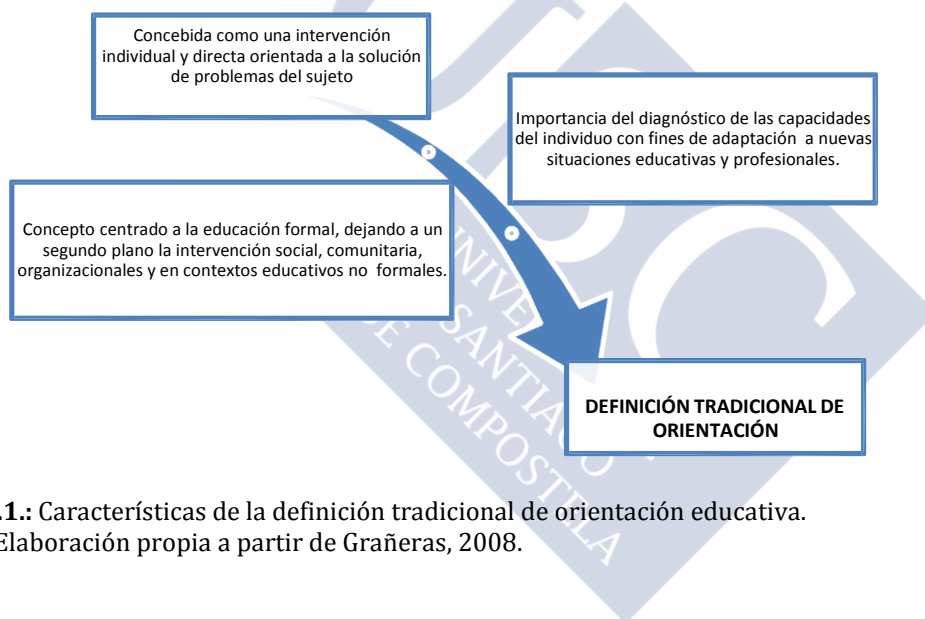 Concebida como una intervención
individual y directa orientada a la solución
de problemas del sujeto
Importancia del diagnóstico de las capacidades
del individuo con fines de adaptación a nuevas
situaciones educativas y profesionales.
Concepto centrado a la educación formal, dejando a un
segundo plano la intervención social, comunitaria,
organizacionales y en contextos educativos no formales.
DEFINICIÓN TRADICIONAL DE
ORIENTACIÓN
.1.: Características de la definición tradicional de orientación educativa.
Elaboración propia a partir de Grañeras, 2008.